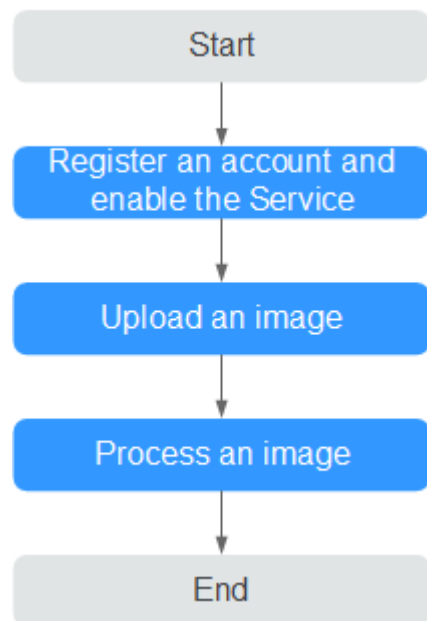 Start
Register an account and
enable the Service
Upload an image
Process an image
End